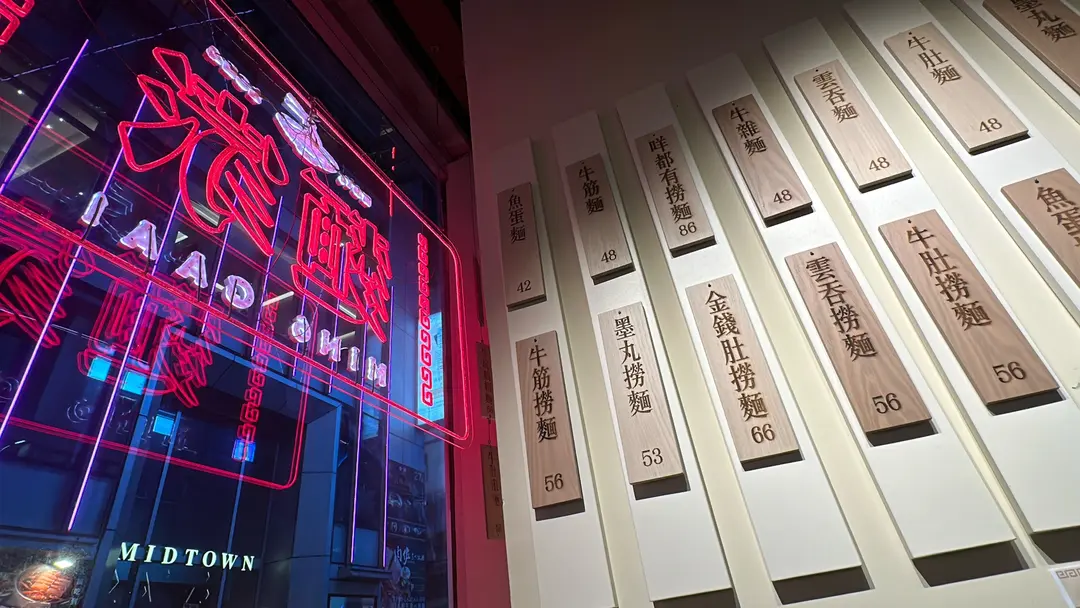 MIDTOWN
魚蛋麵
42
牛筋麵
48
咩都有撈麵
86
牛雜麵
48
雲吞麵
48
牛肚麵
48
墨丸麵
牛筋撈麵
56
墨丸撈麵
53
金錢肚撈麵
66
雲吞撈麵
56
牛肚撈麵
56
魚蛋